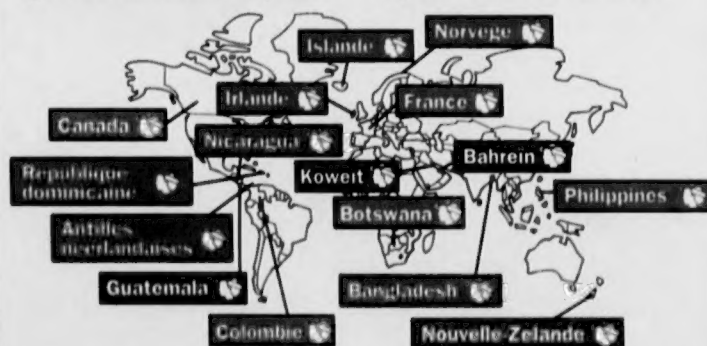 Norvege
Islande
Irlande
France
Canada
Nicaragua
Bahrein
Republique
dominicaine
Koweit
Philippines
Botswana
Antilles
neerlandaises
Guatemala
Bangladesh
Colombie
Nouvelle-Zelande